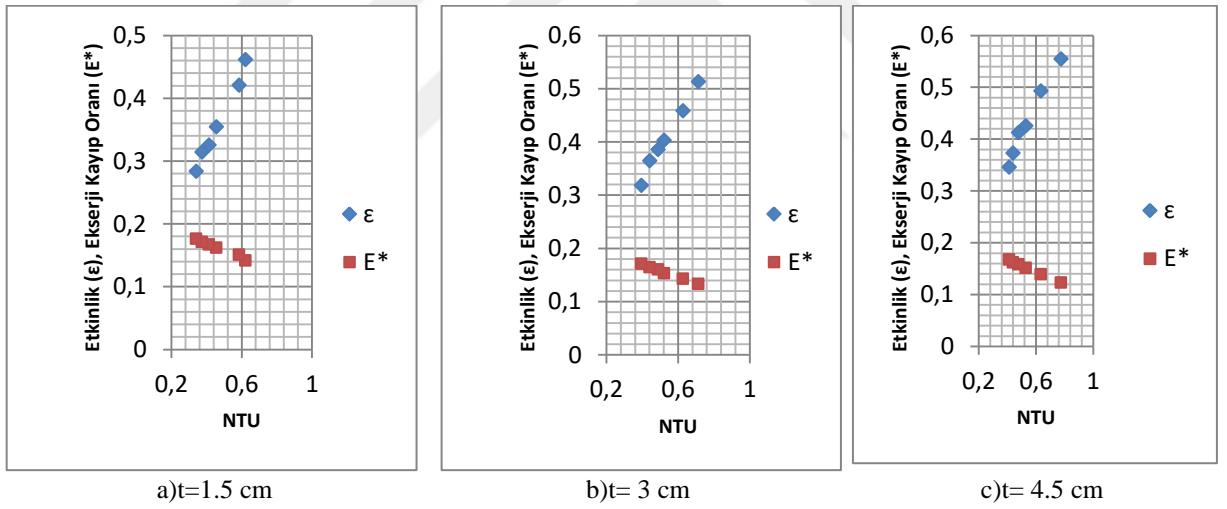 Etkinlik (ε), Ekserji Kayıp Oranı (E*)
0,5
0,4
0,3
0,2
0,1
0
0,2 0,6 1
NTU
ε
E*
a)t=1.5 cm
Etkinlik (ε), Ekserji Kayıp Oranı (E*)
0,6
0,5
0,4
0,3
0,2
0,1
0
0,2 0,6 1
NTU
ε
E*
b)t= 3 cm
Etkinlik (ε), Ekserji Kayıp Oranı (E*)
0,6
0,5
0,4
0,3
0,2
0,1
0
0,2 0,6 1
NTU
ε
E*
c)t= 4.5 cm